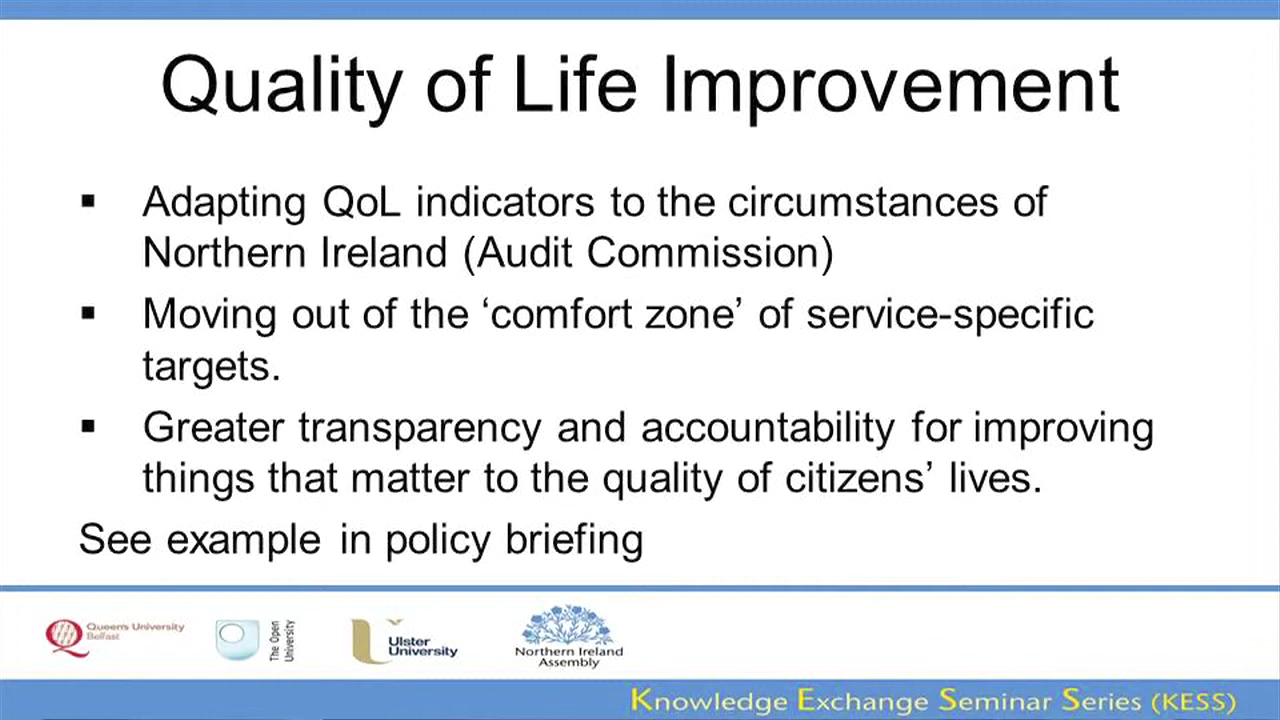 Quality of Life Improvement
▪ Adapting QoL indicators to the circumstances of
Northern Ireland (Audit Commission)
▪ Moving out of the ‘comfort zone’ of service-specific
targets.
▪ Greater transparency and accountability for improving
things that matter to the quality of citizens’ lives.
See example in policy briefing
Queens University
Belfast
The Open
University
Ulster
University
Northern Ireland
Assembly
Knowledge Exchange Seminar Series (KESS)